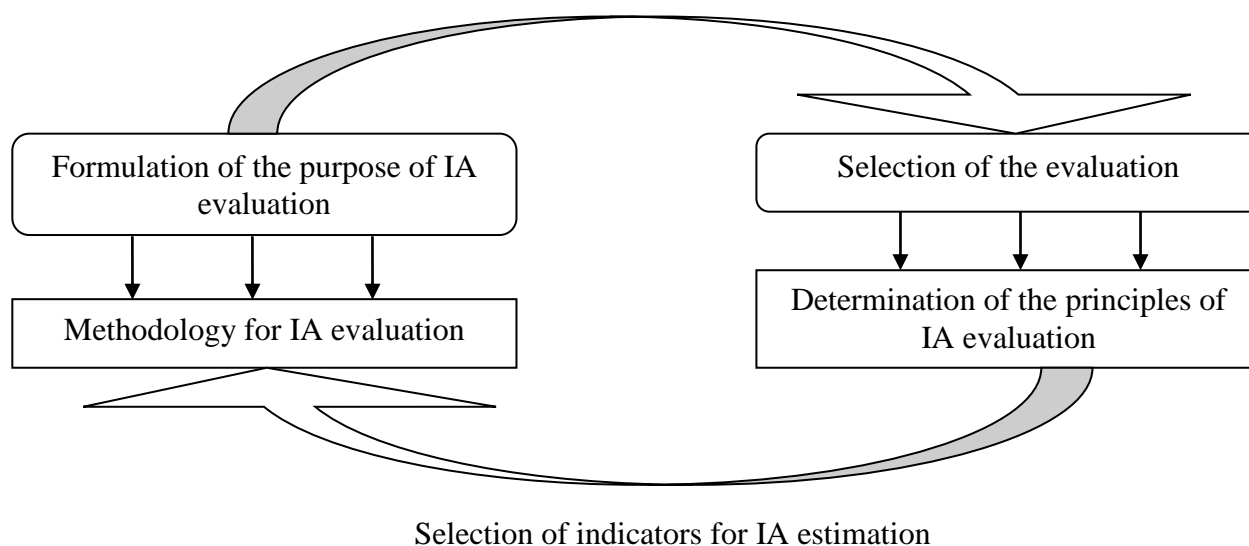 Formulation of the purpose of IA
evaluation
Selection of the evaluation
Methodology for IA evaluation
Determination of the principles of
IA evaluation
Selection of indicators for IA estimation